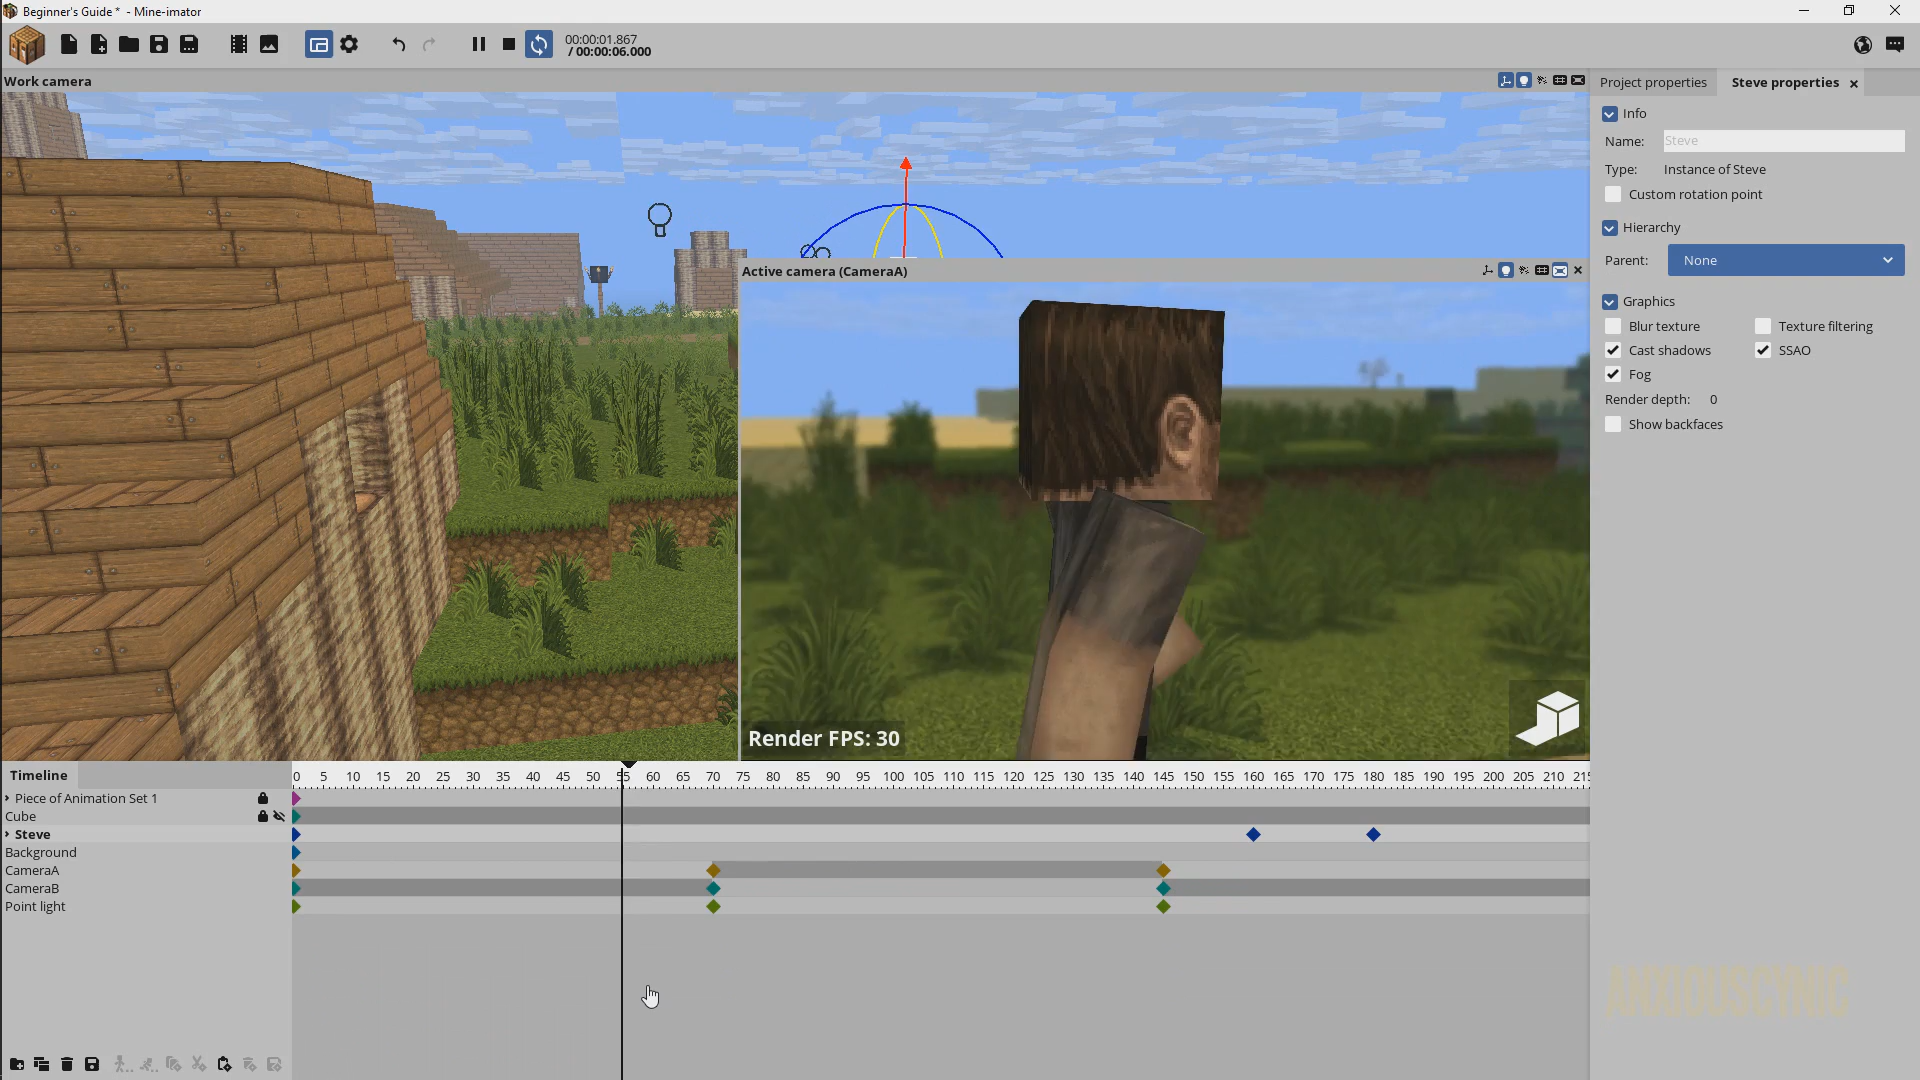 Beginner's Guide * - Mine-imator
00:00:01.867
/ 00:00:06.000
Work camera
Project properties
Steve properties
Info
Name: Steve
Type: Instance of Steve
Custom rotation point
Hierarchy
Parent: None
Graphics
Blur texture Texture filtering
Cast shadows SSAO
Fog
Render depth: 0
Show backfaces
Active camera (CameraA)
Render FPS: 30
Timeline
0 5 10 15 20 25 30 35 40 45 50 55 60 65 70 75 80 85 90 95 100 105 110 115 120 125 130 135 140 145 150 155 160 165 170 175 180 185 190 195 200 205 210 215
Piece of Animation Set 1
Cube
Steve
Background
CameraA
CameraB
Point light
ANXIOUSCYNIC